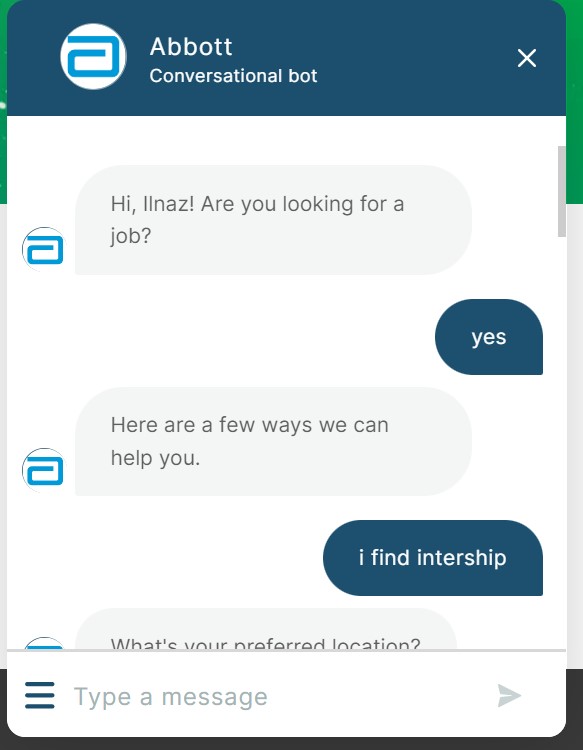 Abbott
Conversational bot
Hi, Ilnaz! Are you looking for a
job?
yes
Here are a few ways we can
help you.
i find intership
What's your preferred location?
Type a message